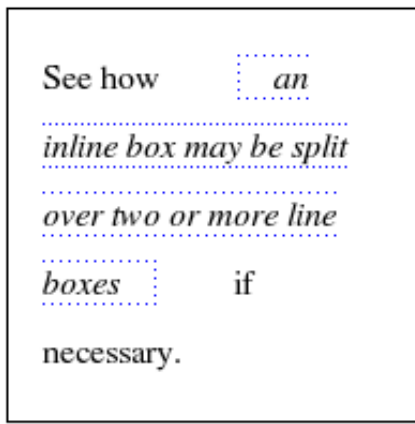 See how an
inline box may be split
over two or more line
boxes if
necessary.